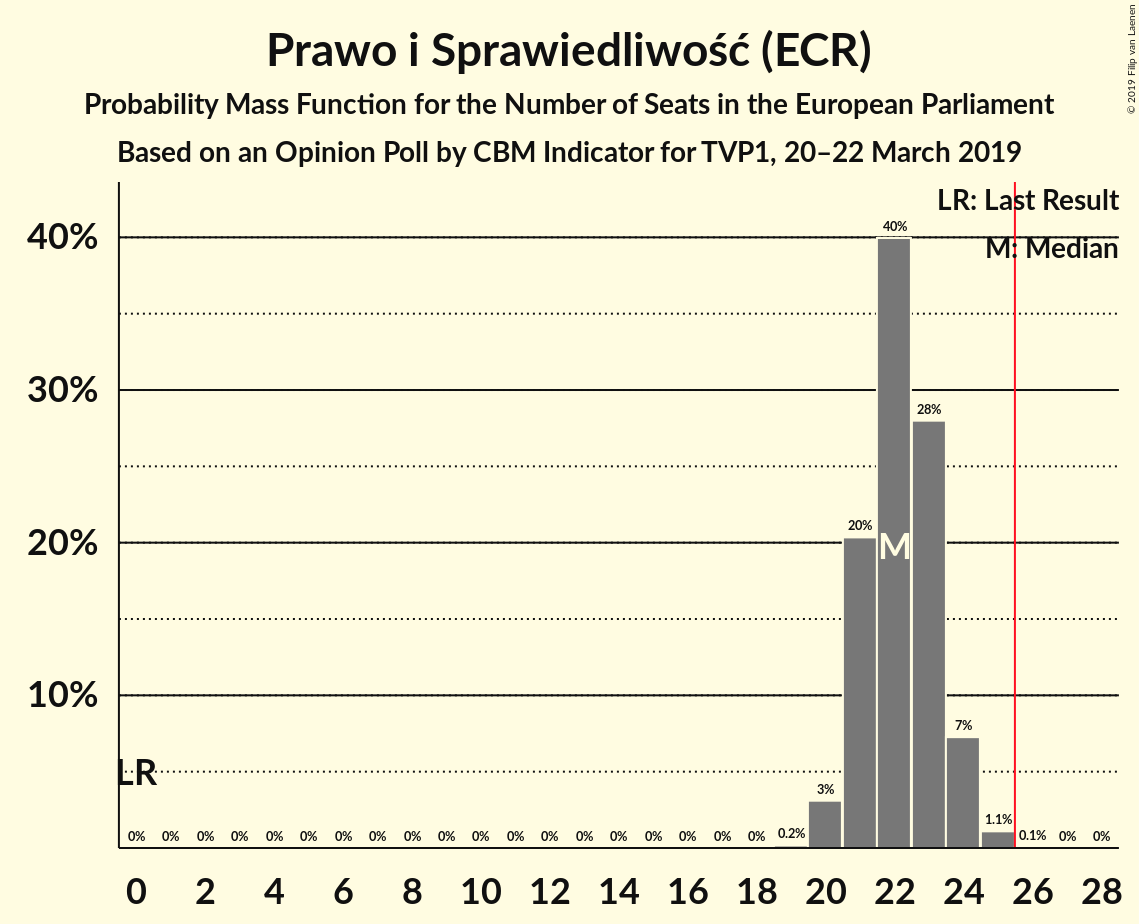 Prawo i Sprawiedliwość (ECR)
Probability Mass Function for the Number of Seats in the European Parliament
Based on an Opinion Poll by CBM Indicator for TVP1, 20–22 March 2019
© 2019 Filip van Laenen
LR: Last Result
M: Median
40%
30%
20%
10%
40%
28%
20%
M
7%
LR
3%
1.1%
0% 0% 0% 0% 0% 0% 0% 0% 0% 0% 0% 0% 0% 0% 0% 0% 0% 0% 0% 0.2% 0.1% 0% 0%
0 2 4 6 8 10 12 14 16 18 20 22 24 26 28